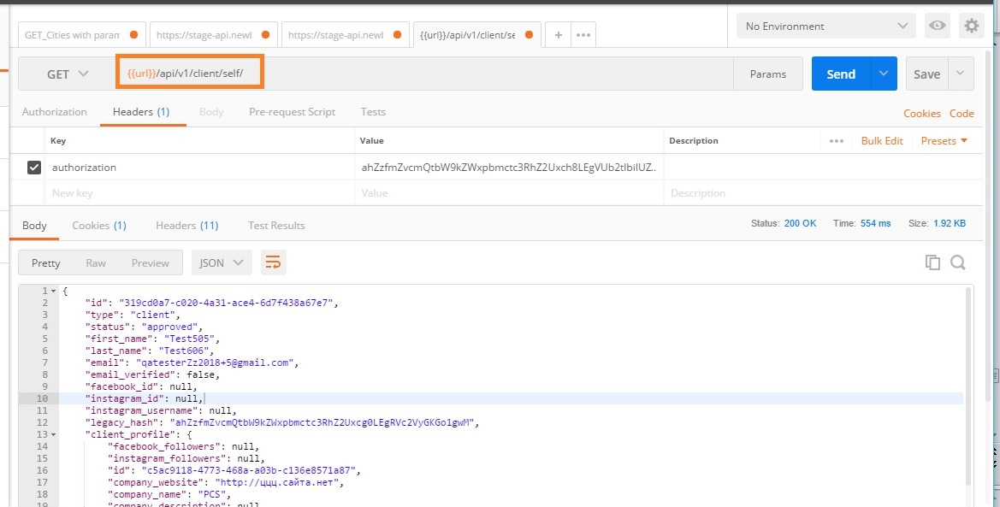 GET_Cities with param https://stage-api.newl https://stage-api.newl {{url}}/api/v1/client/se + ••• No Environment
GET {{url}}/api/v1/client/self/ Params Send Save
Authorization Headers (1) Body Pre-request Script Tests Cookies Code
Key Value Description ••• Bulk Edit Presets
authorization ahZzfmZvcmQtbW9kZWxpbmctc3RhZ2Uxch8LEgVUb2tlbilUZ..
New key Value Description
Body Cookies (1) Headers (11) Test Results Status: 200 OK Time: 554 ms Size: 1.92 KB
Pretty Raw Preview JSON
1 {
2 "id": "319cd0a7-c020-4a31-ace4-6d7f438a67e7",
3 "type": "client",
4 "status": "approved",
5 "first_name": "Test505",
6 "last_name": "Test606",
7 "email": "qatesterZz2018+5@gmail.com",
8 "email_verified": false,
9 "facebook_id": null,
10 "instagram_id": null,
11 "instagram_username": null,
12 "legacy_hash": "ahZzfmZvcmQtbW9kZWxpbmctc3RhZ2Uxcg0LEgRVc2VyGKGo1gwM",
13 "client_profile": {
14 "facebook_followers": null,
15 "instagram_followers": null,
16 "id": "c5ac9118-4773-468a-a03b-c136e8571a87",
17 "company_website": "http://ццц.сайта.нет",
18 "company_name": "PCS",
19 "company_description": null